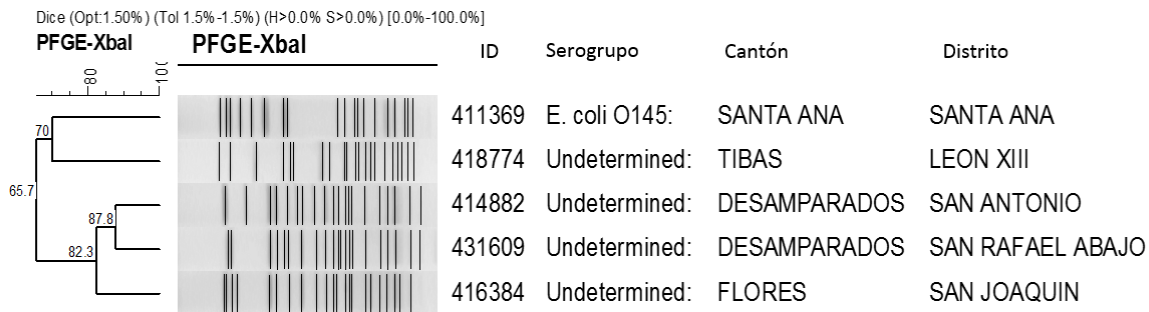 Dice (Opt:1.50%) (Tol 1.5%-1.5%) (H>0.0% S>0.0%) [0.0%-100.0%]
PFGE-XbaI PFGE-XbaI ID Serogrupo Cantón Distrito
80 100
411369 E. coli O145: SANTA ANA SANTA ANA
70
418774 Undetermined: TIBAS LEON XIII
65.7
414882 Undetermined: DESAMPARADOS SAN ANTONIO
87.8
431609 Undetermined: DESAMPARADOS SAN RAFAEL ABAJO
82.3
416384 Undetermined: FLORES SAN JOAQUIN